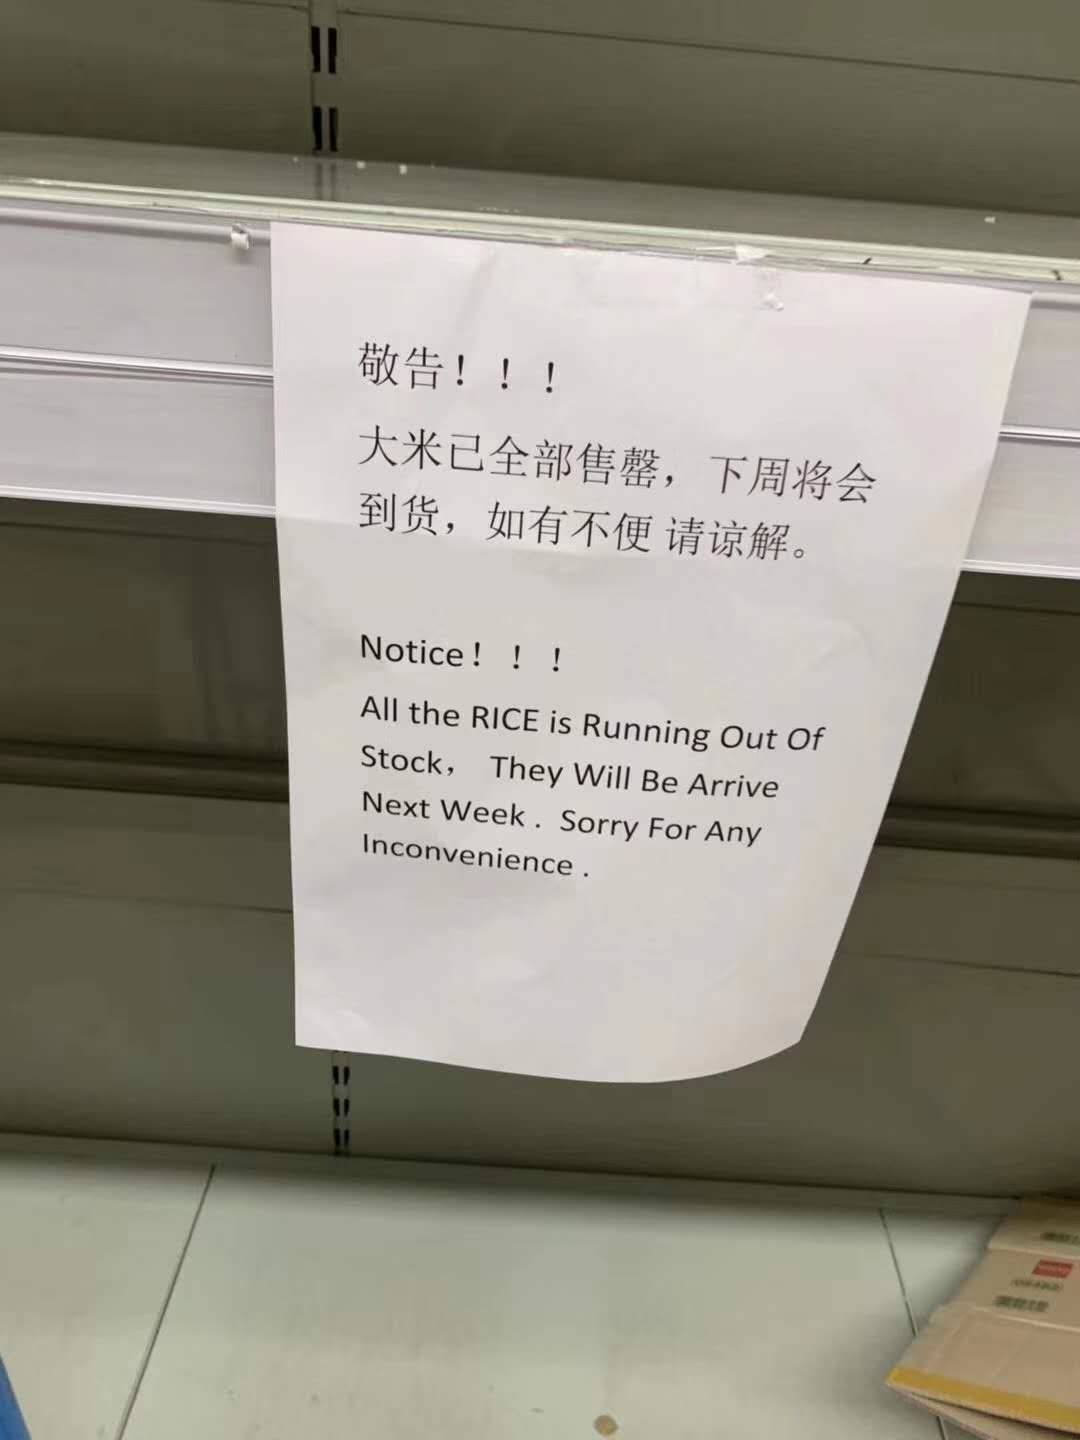 敬告！！！
大米已全部售罄，下周将会
到货，如有不便 请谅解。
Notice！！！
All the RICE is Running Out Of
Stock， They Will Be Arrive
Next Week . Sorry For Any
Inconvenience .